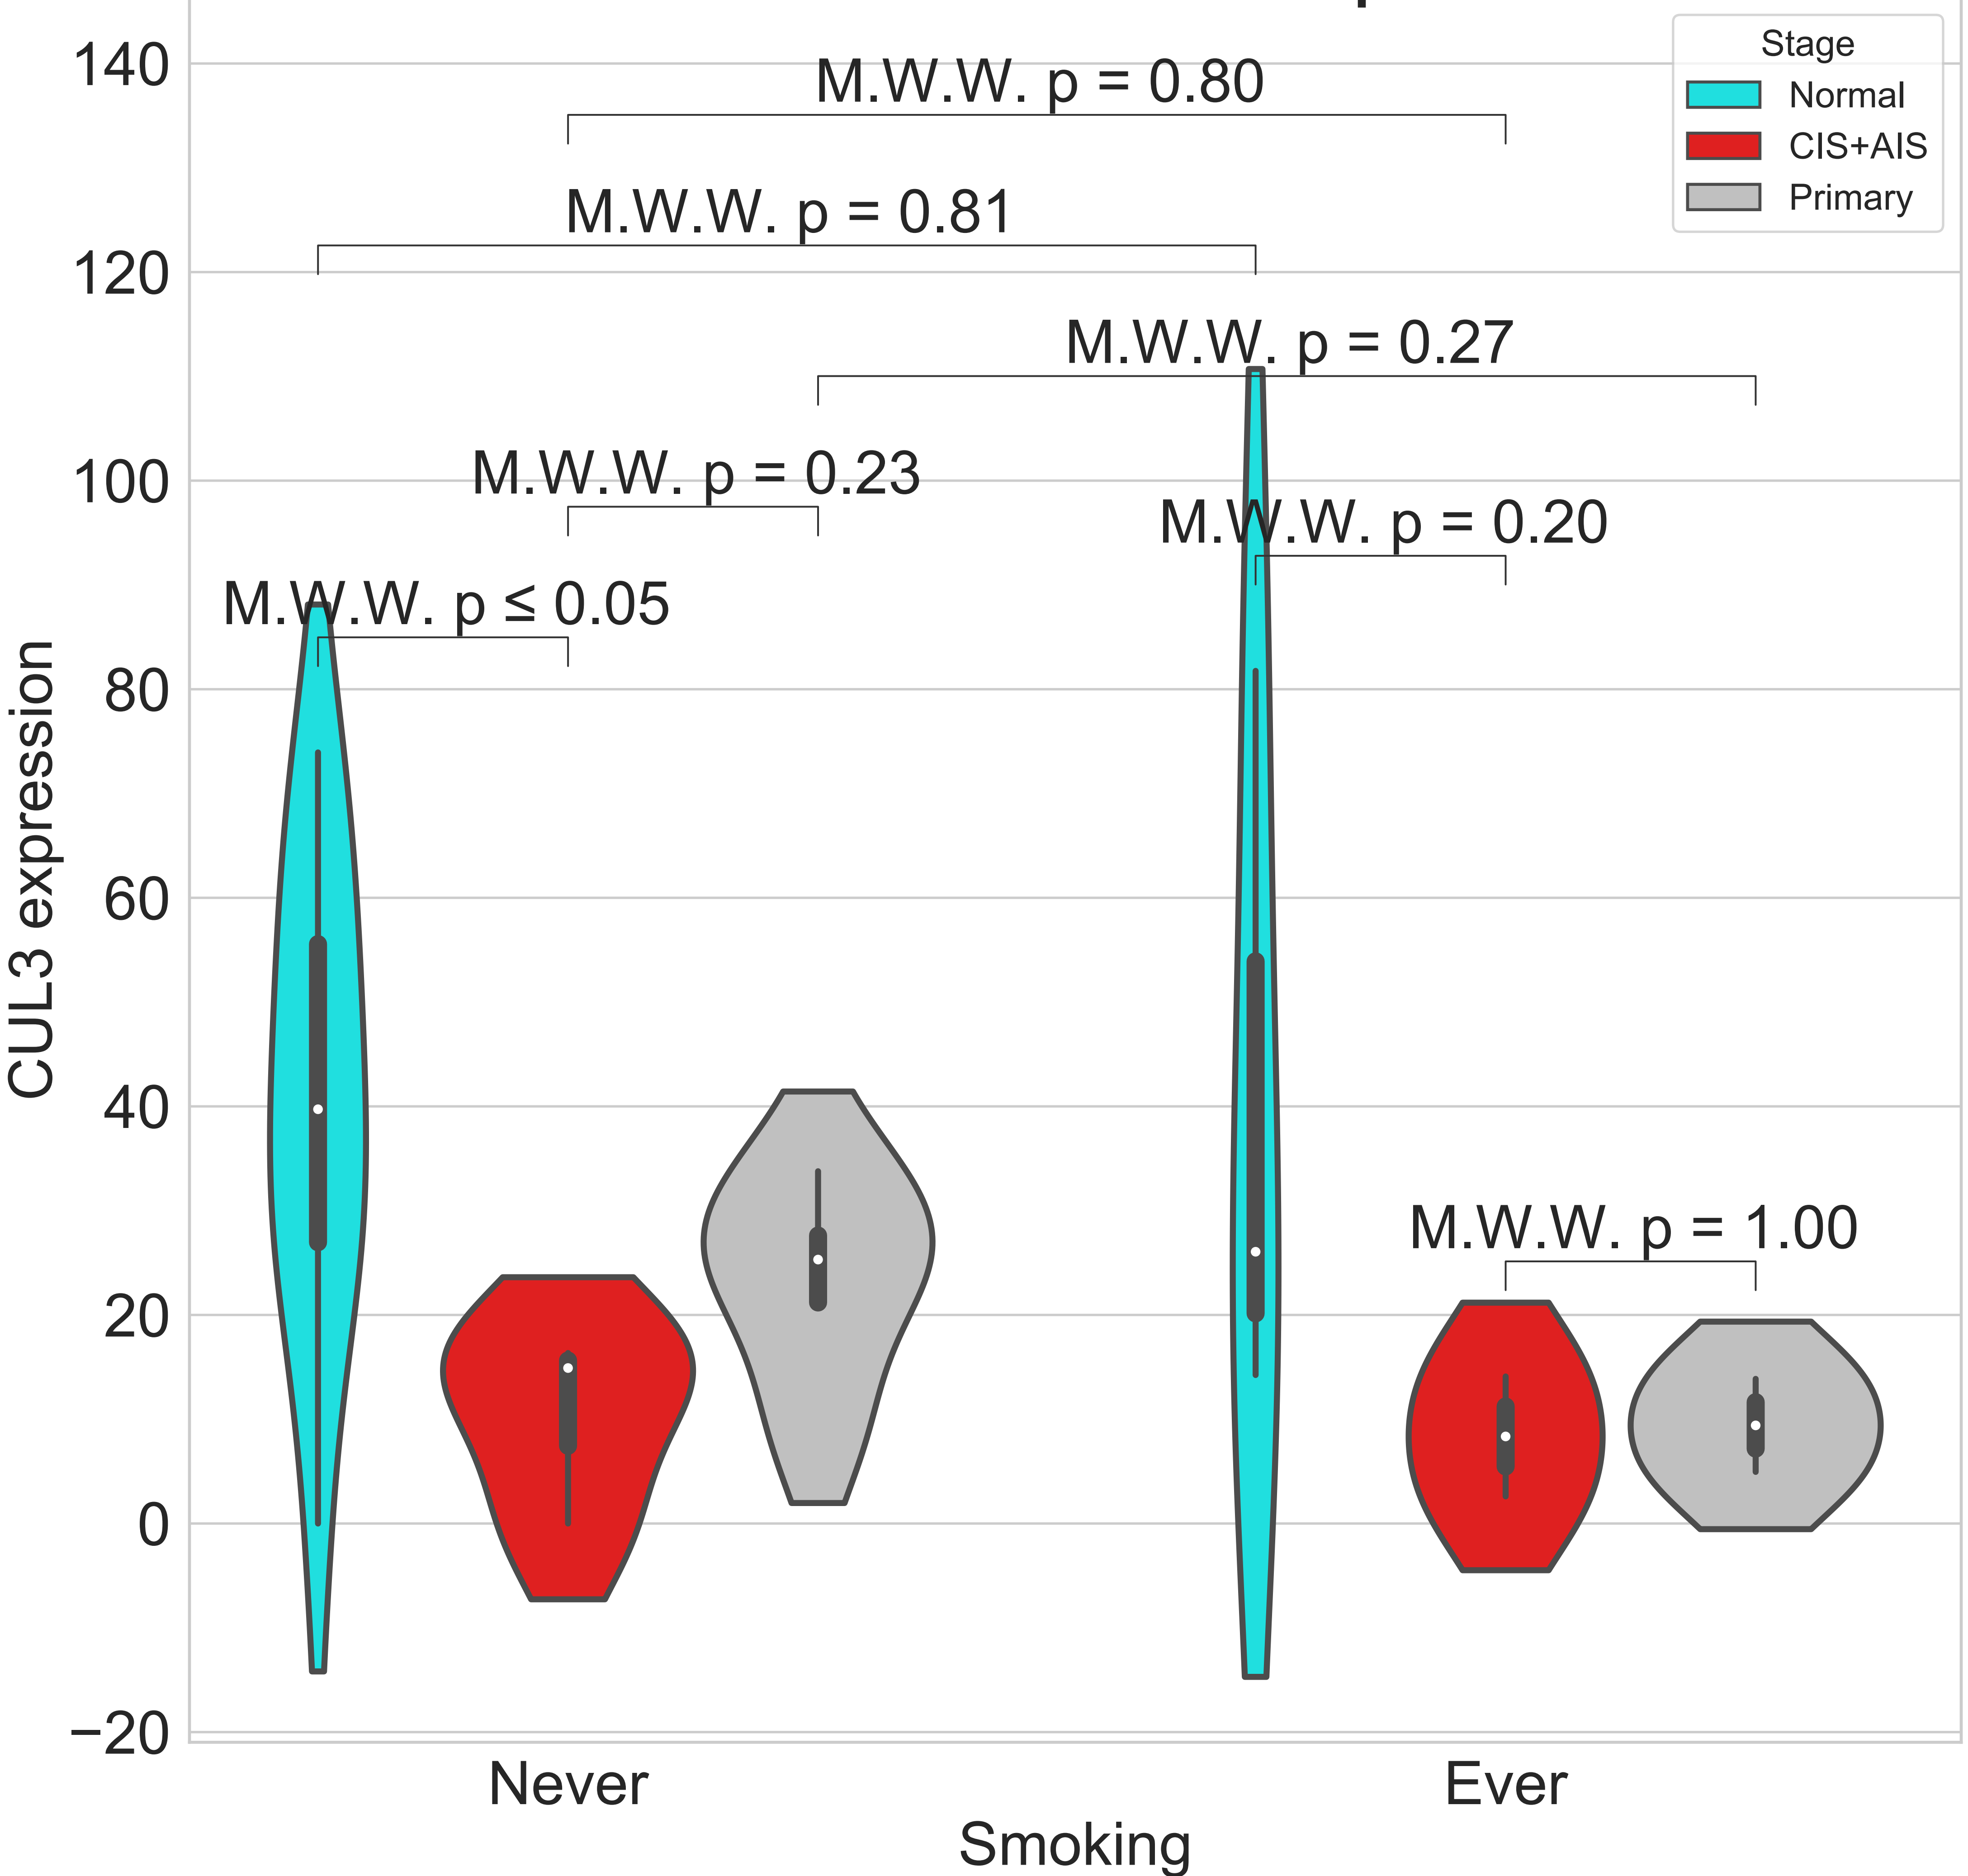 Stage
Normal
CIS+AIS
Primary
M.W.W. p = 0.80
M.W.W. p = 0.81
M.W.W. p = 0.27
M.W.W. p = 0.23
M.W.W. p = 0.20
M.W.W. p ≤ 0.05
M.W.W. p = 1.00
140
120
100
80
60
40
20
0
−20
CUL3 expression
Never
Ever
Smoking